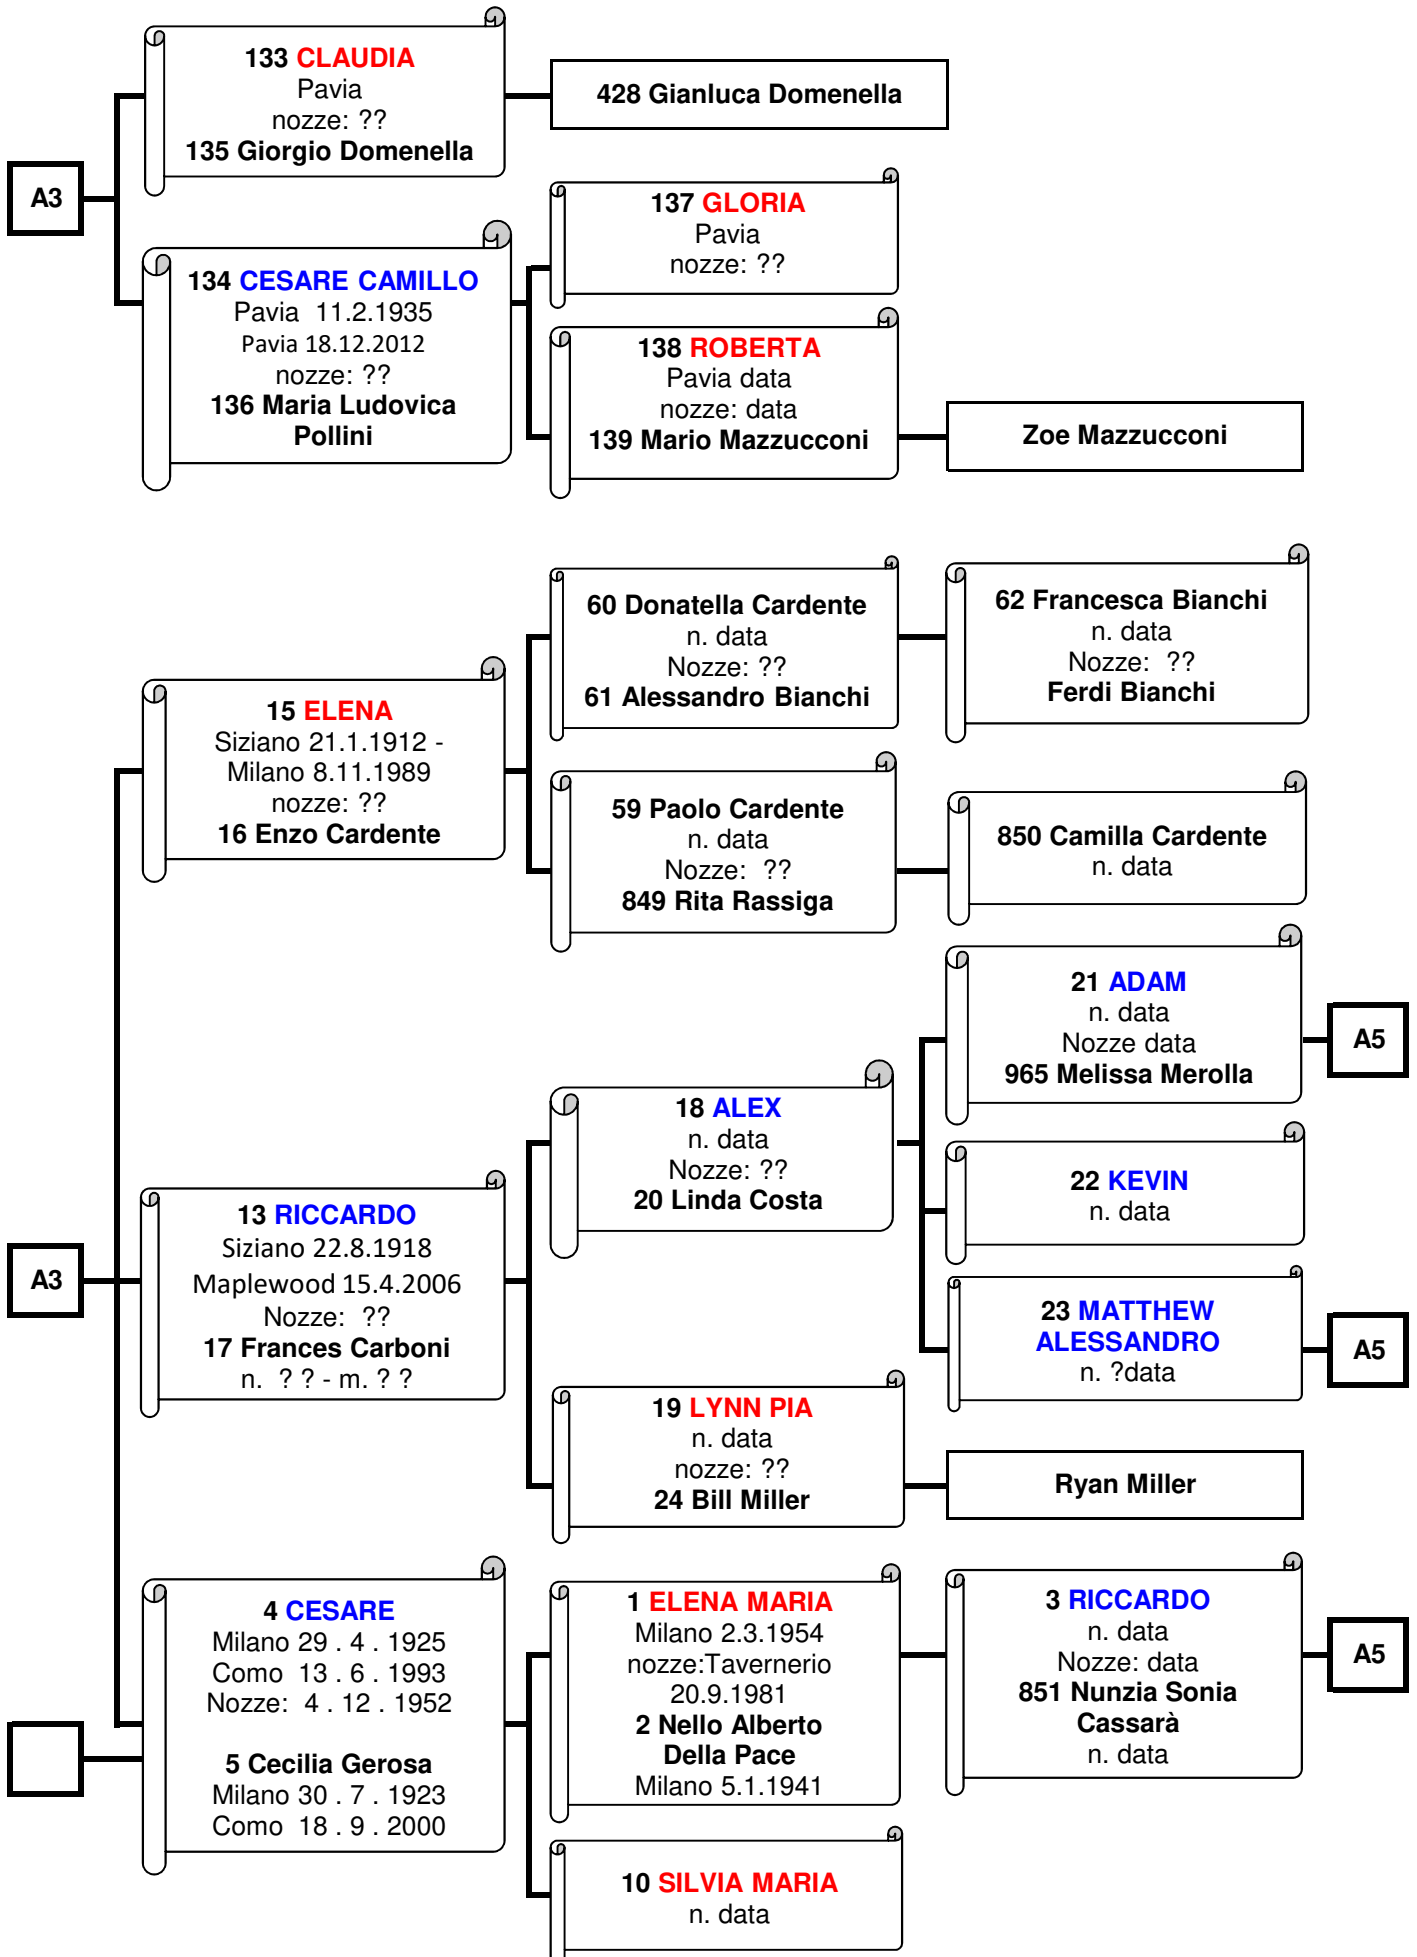 133 CLAUDIA
Pavia
nozze: ??
135 Giorgio Domenella
428 Gianluca Domenella
A3
137 GLORIA
Pavia
nozze: ??
134 CESARE CAMILLO
Pavia 11.2.1935
Pavia 18.12.2012
nozze: ??
136 Maria Ludovica
Pollini
138 ROBERTA
Pavia data
nozze: data
139 Mario Mazzucconi
Zoe Mazzucconi
60 Donatella Cardente
n. data
Nozze: ??
61 Alessandro Bianchi
62 Francesca Bianchi
n. data
Nozze: ??
Ferdi Bianchi
15 ELENA
Siziano 21.1.1912 -
Milano 8.11.1989
nozze: ??
16 Enzo Cardente
59 Paolo Cardente
n. data
Nozze: ??
849 Rita Rassiga
850 Camilla Cardente
n. data
21 ADAM
n. data
Nozze data
965 Melissa Merolla
A5
18 ALEX
n. data
Nozze: ??
20 Linda Costa
22 KEVIN
n. data
A3
13 RICCARDO
Siziano 22.8.1918
Maplewood 15.4.2006
Nozze: ??
17 Frances Carboni
n. ? ? - m. ? ?
23 MATTHEW
ALESSANDRO
n. ?data
A5
19 LYNN PIA
n. data
nozze: ??
24 Bill Miller
Ryan Miller
4 CESARE
Milano 29 . 4 . 1925
Como 13 . 6 . 1993
Nozze: 4 . 12 . 1952
5 Cecilia Gerosa
Milano 30 . 7 . 1923
Como 18 . 9 . 2000
1 ELENA MARIA
Milano 2.3.1954
nozze:Tavernerio
20.9.1981
2 Nello Alberto
Della Pace
Milano 5.1.1941
3 RICCARDO
n. data
Nozze: data
851 Nunzia Sonia
Cassarà
n. data
A5
10 SILVIA MARIA
n. data